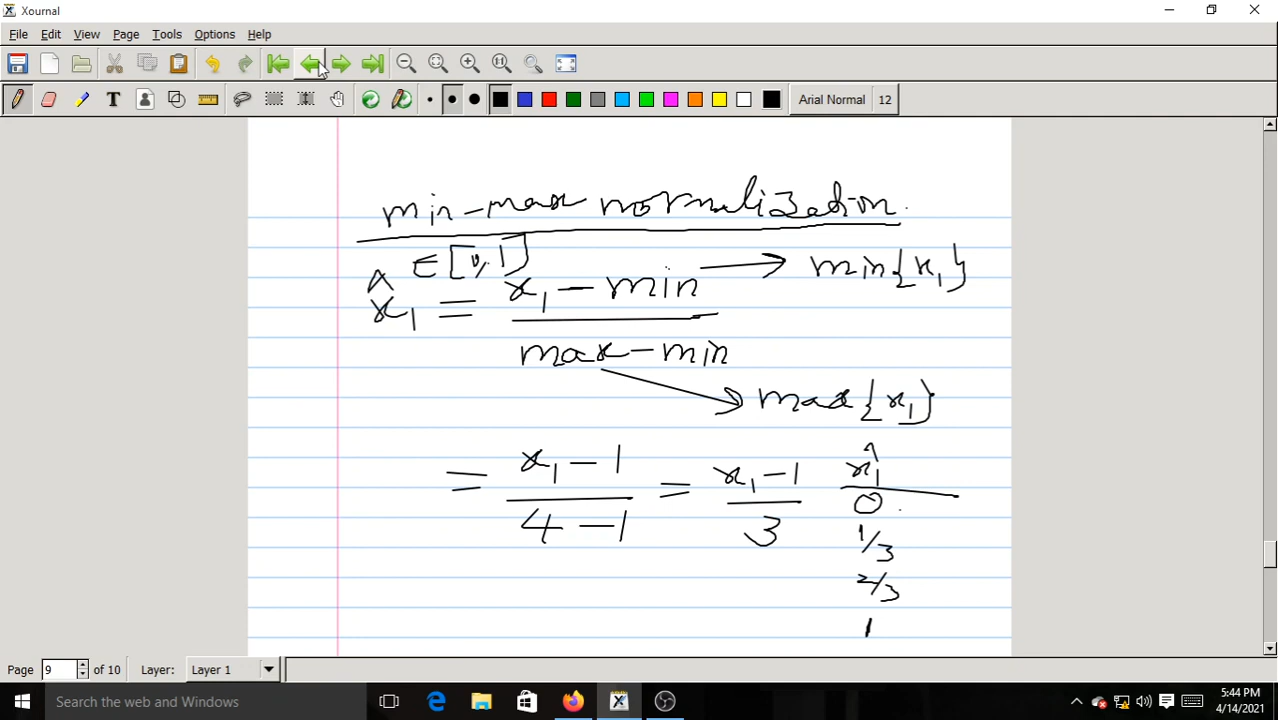 Xournal
File Edit View Page Tools Options Help
Arial Normal 12
min-max normalization
∈ [0, 1]
x̂₁ = x₁ - min → min{x₁}
max - min
→ max{x₁}
= x₁ - 1 = x₁ - 1 x̂₁
4 - 1 3 0
1/3
2/3
1
Page 9 of 10 Layer: Layer 1
Search the web and Windows
5:44 PM
4/14/2021